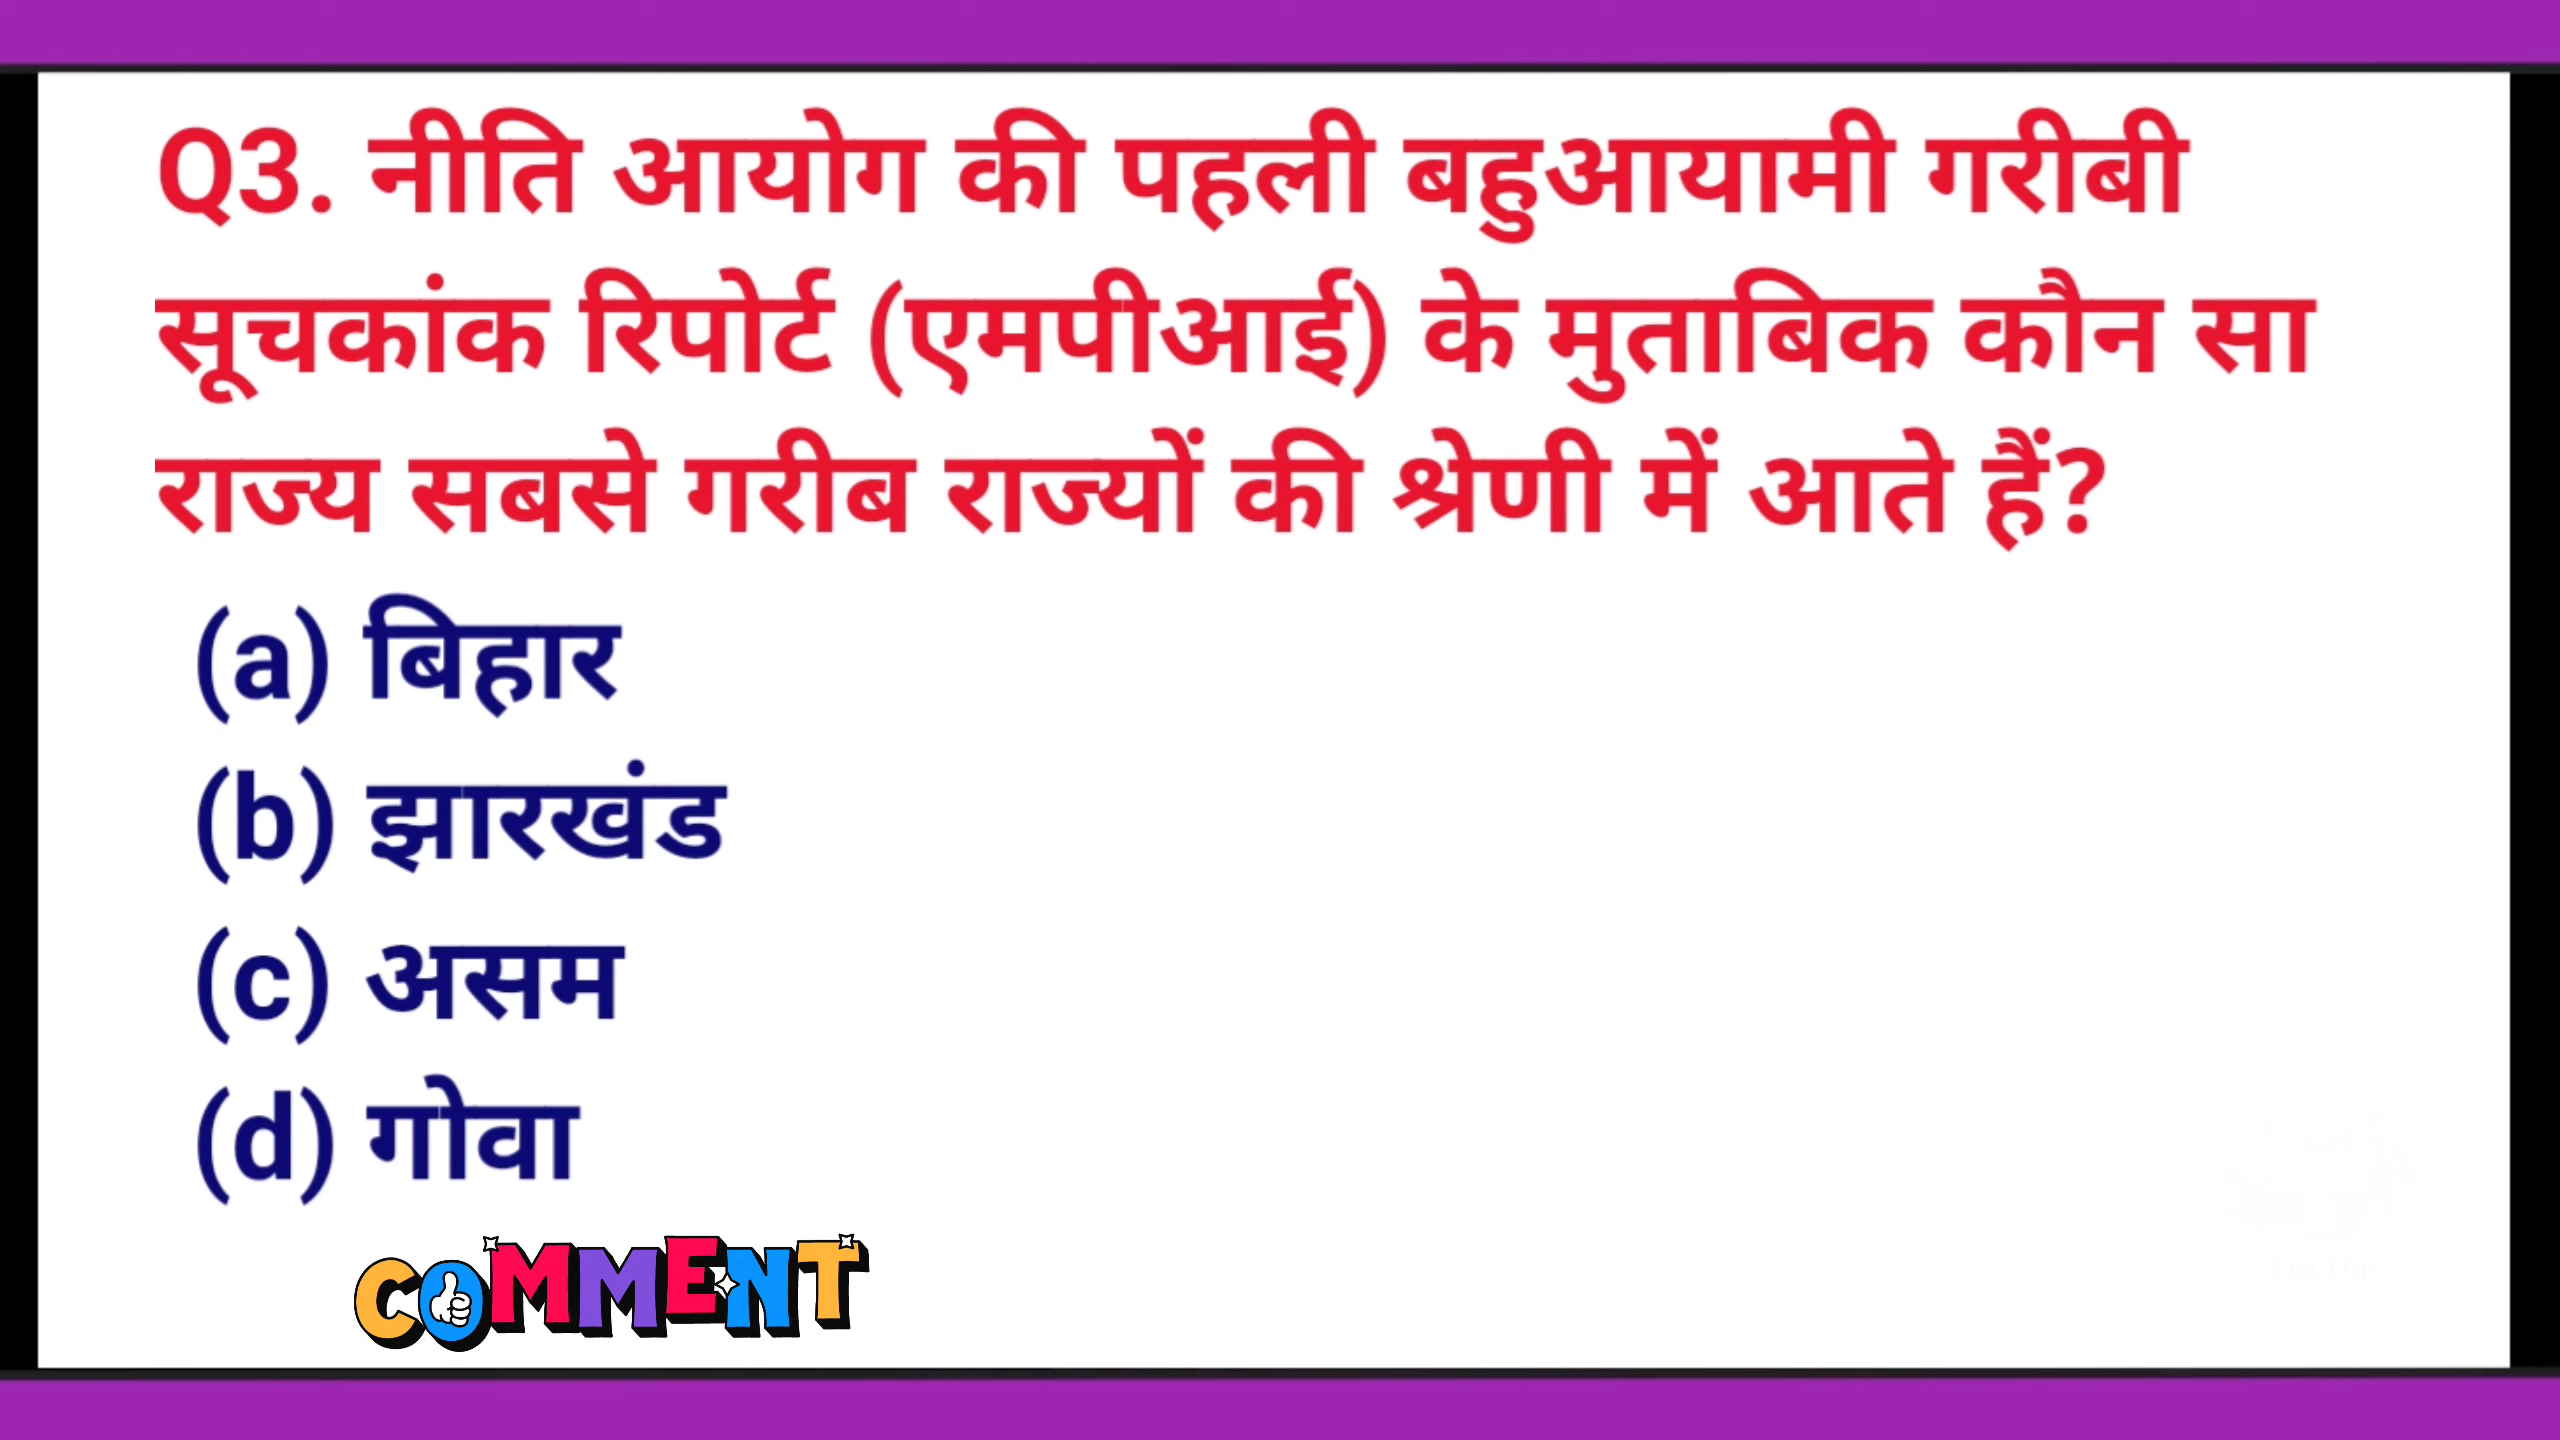 Q3. नीति आयोग की पहली बहुआयामी गरीबी
सूचकांक रिपोर्ट (एमपीआई) के मुताबिक कौन सा
राज्य सबसे गरीब राज्यों की श्रेणी में आते हैं?
(a) बिहार
(b) झारखंड
(c) असम
(d) गोवा
COMMENT